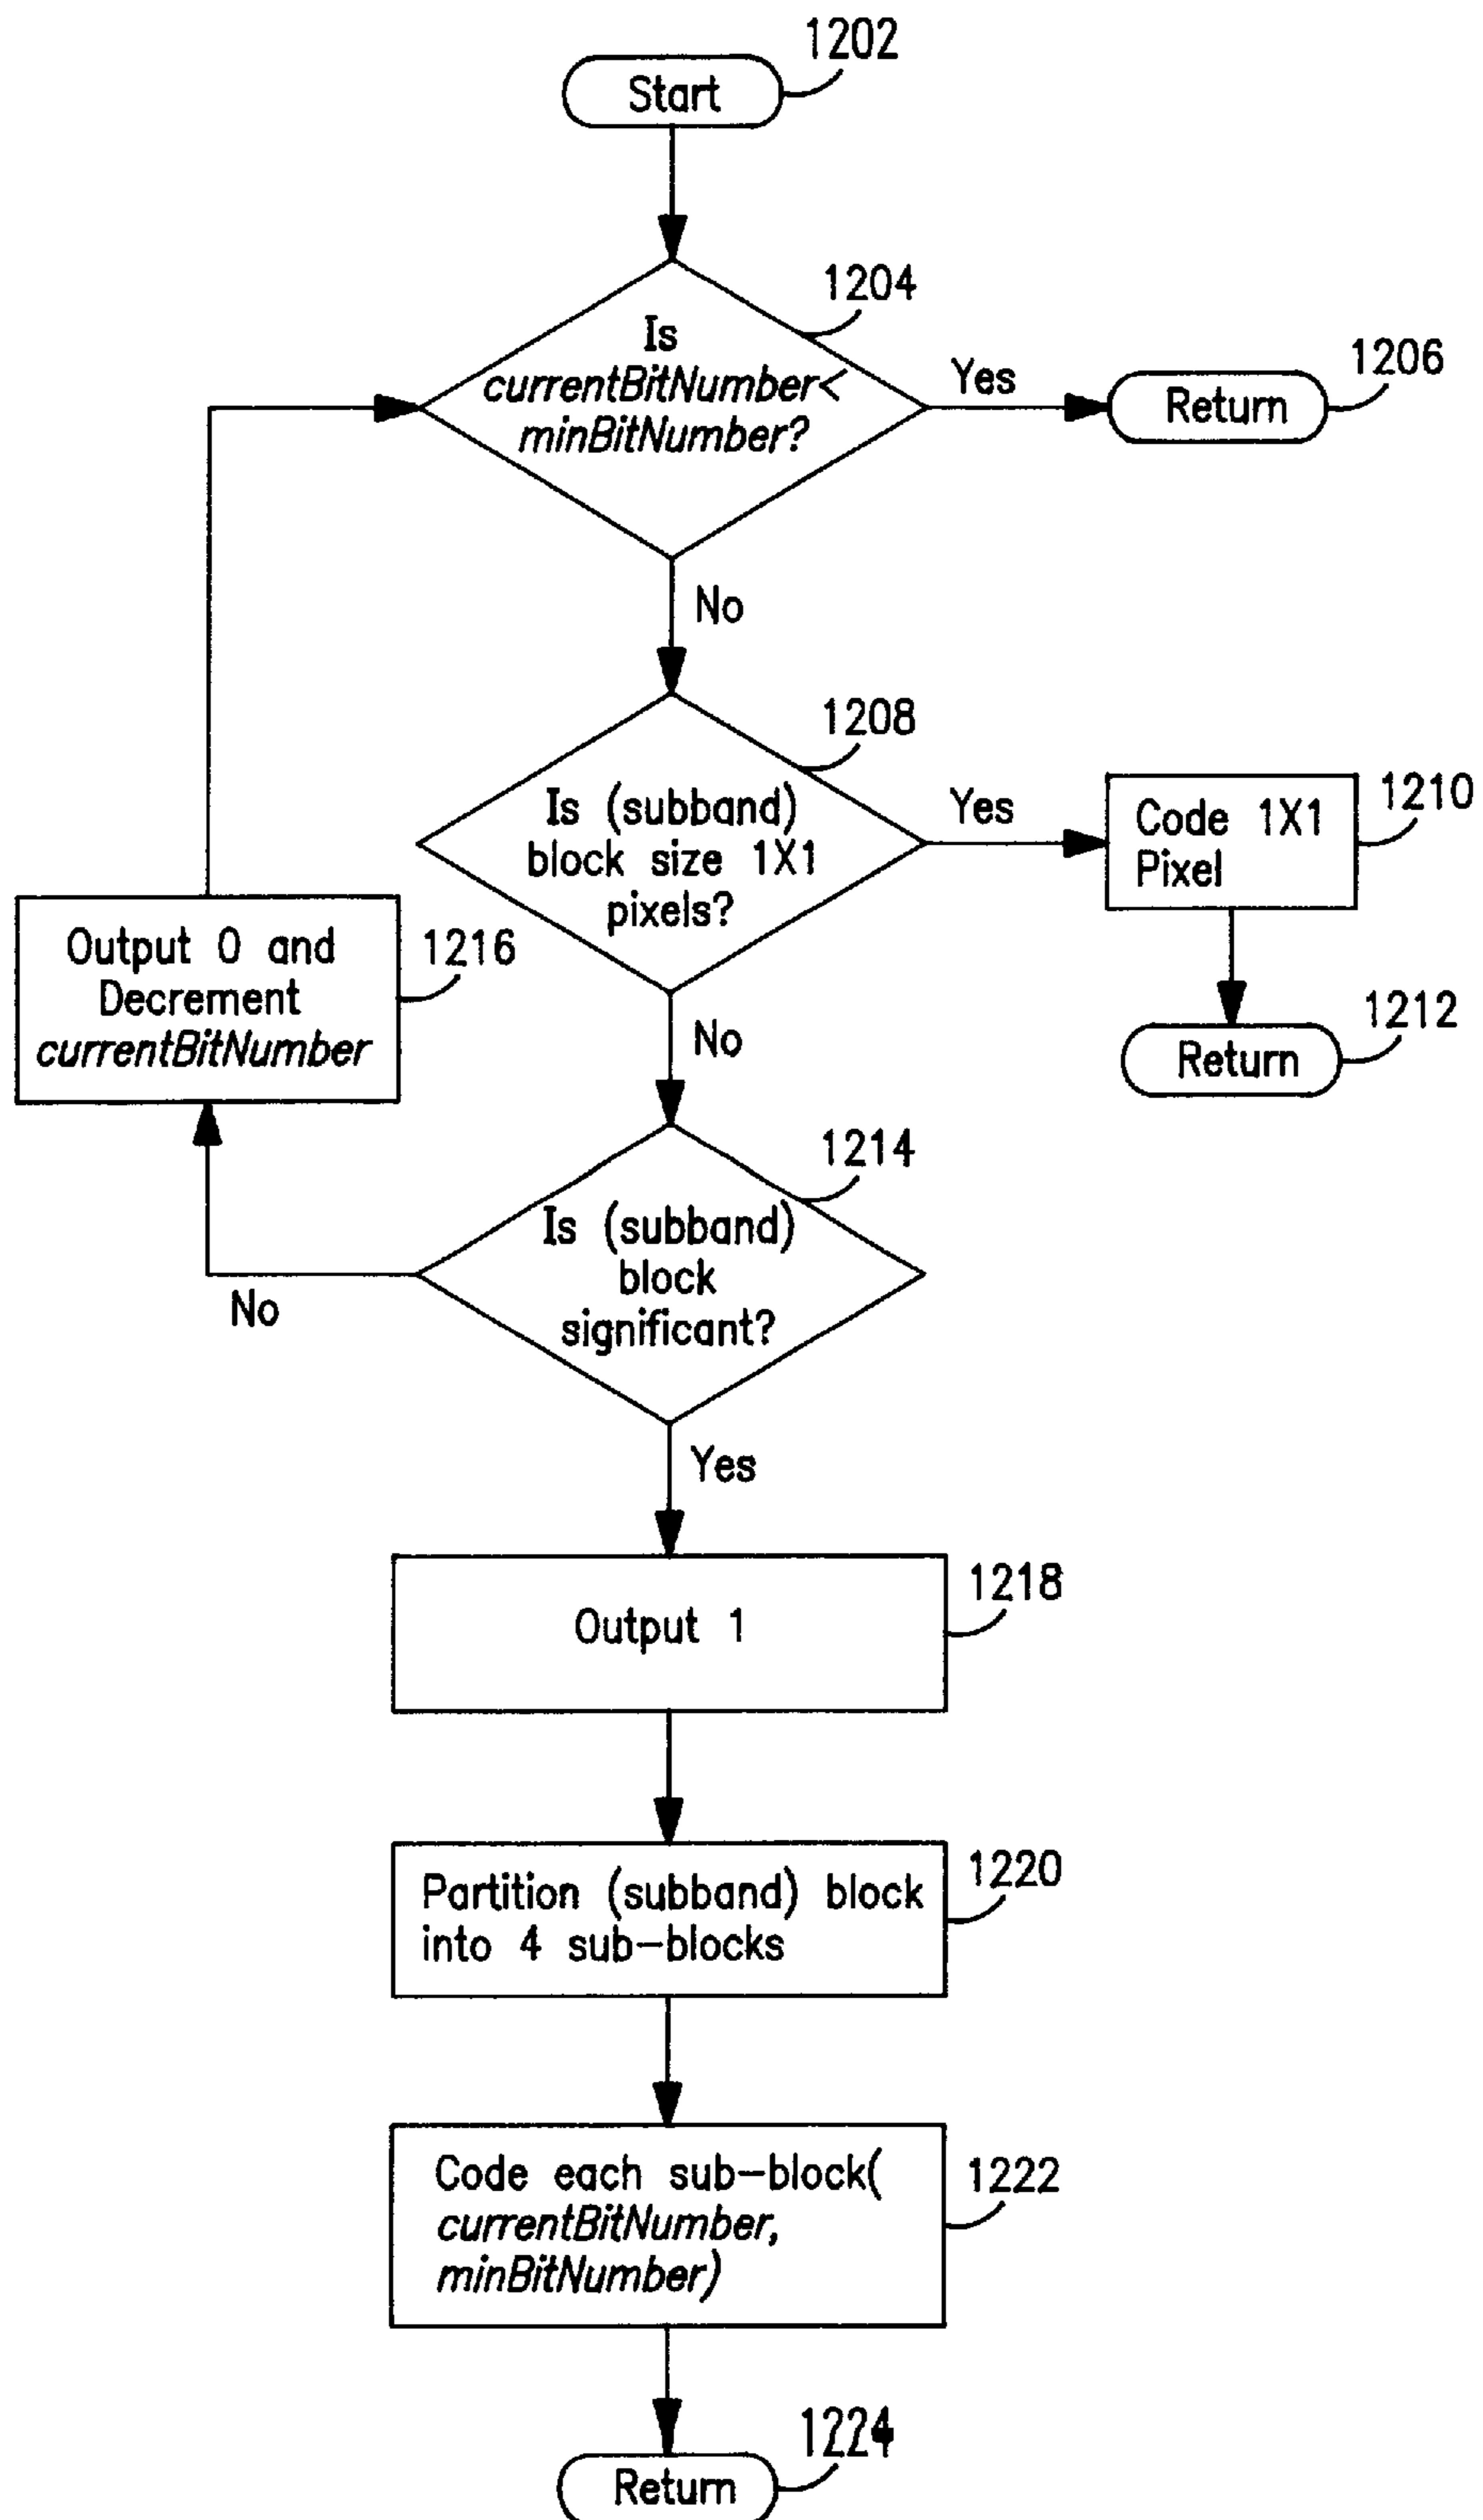 1202
Start
1204
Is
currentBitNumber<
minBitNumber?
Yes
1206
Return
No
1208
Is (subband)
block size 1X1
pixels?
Yes
1210
Code 1X1
Pixel
1212
Return
Output 0 and
Decrement
currentBitNumber
1216
No
1214
Is (subband)
block
significant?
No
Yes
1218
Output 1
1220
Partition (subband) block
into 4 sub-blocks
1222
Code each sub-block(
currentBitNumber,
minBitNumber)
1224
Return